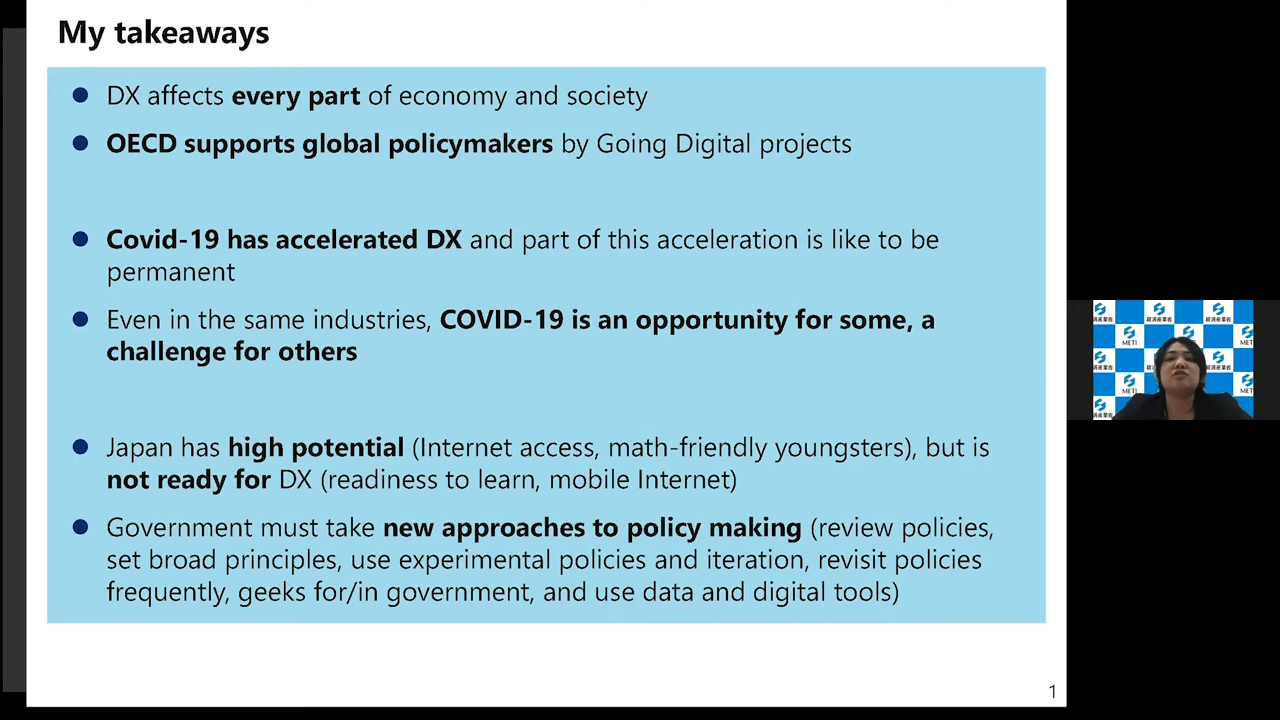 My takeaways
● DX affects every part of economy and society
● OECD supports global policymakers by Going Digital projects
● Covid-19 has accelerated DX and part of this acceleration is like to be
permanent
● Even in the same industries, COVID-19 is an opportunity for some, a
challenge for others
● Japan has high potential (Internet access, math-friendly youngsters), but is
not ready for DX (readiness to learn, mobile Internet)
● Government must take new approaches to policy making (review policies,
set broad principles, use experimental policies and iteration, revisit policies
frequently, geeks for/in government, and use data and digital tools)
1
経済産業省
METI